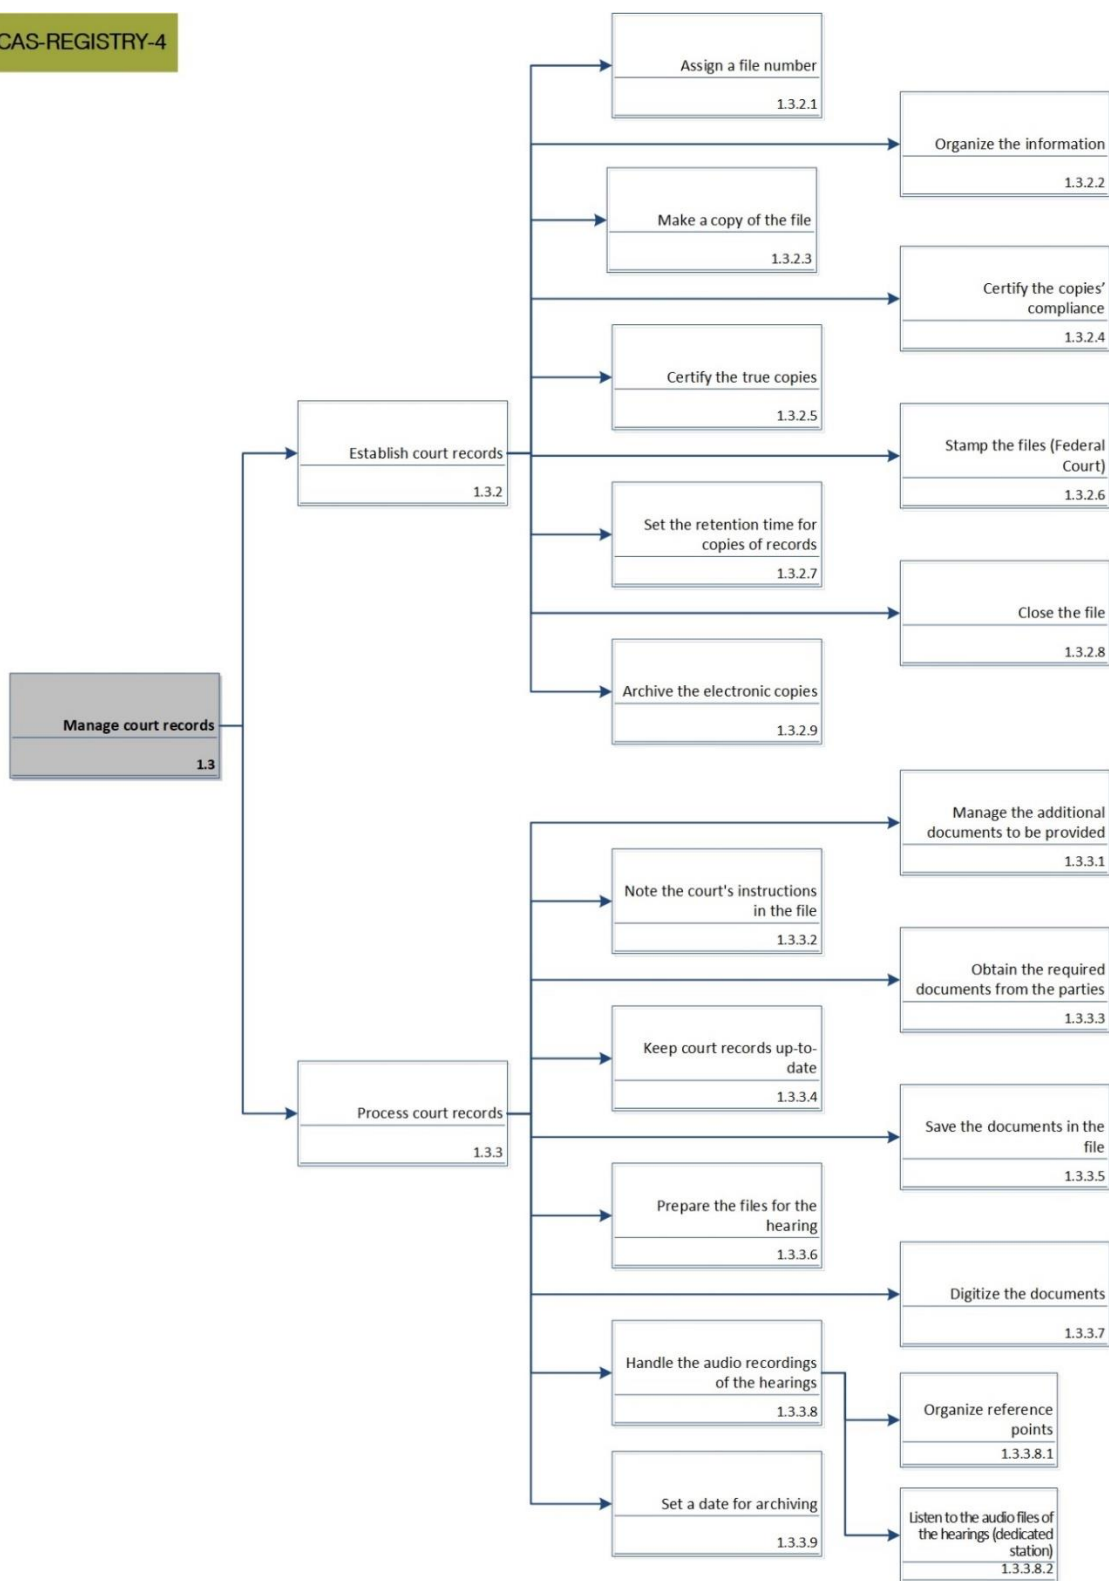 CAS-REGISTRY-4
Assign a file number
1.3.2.1
Organize the information
1.3.2.2
Make a copy of the file
1.3.2.3
Certify the copies’
compliance
1.3.2.4
Certify the true copies
1.3.2.5
Establish court records
1.3.2
Stamp the files (Federal
Court)
1.3.2.6
Set the retention time for
copies of records
1.3.2.7
Close the file
1.3.2.8
Archive the electronic copies
1.3.2.9
Manage court records
1.3
Manage the additional
documents to be provided
1.3.3.1
Note the court's instructions
in the file
1.3.3.2
Obtain the required
documents from the parties
1.3.3.3
Keep court records up-to-
date
1.3.3.4
Process court records
1.3.3
Save the documents in the
file
1.3.3.5
Prepare the files for the
hearing
1.3.3.6
Digitize the documents
1.3.3.7
Handle the audio recordings
of the hearings
1.3.3.8
Organize reference
points
1.3.3.8.1
Set a date for archiving
1.3.3.9
Listen to the audio files of
the hearings (dedicated
station)
1.3.3.8.2